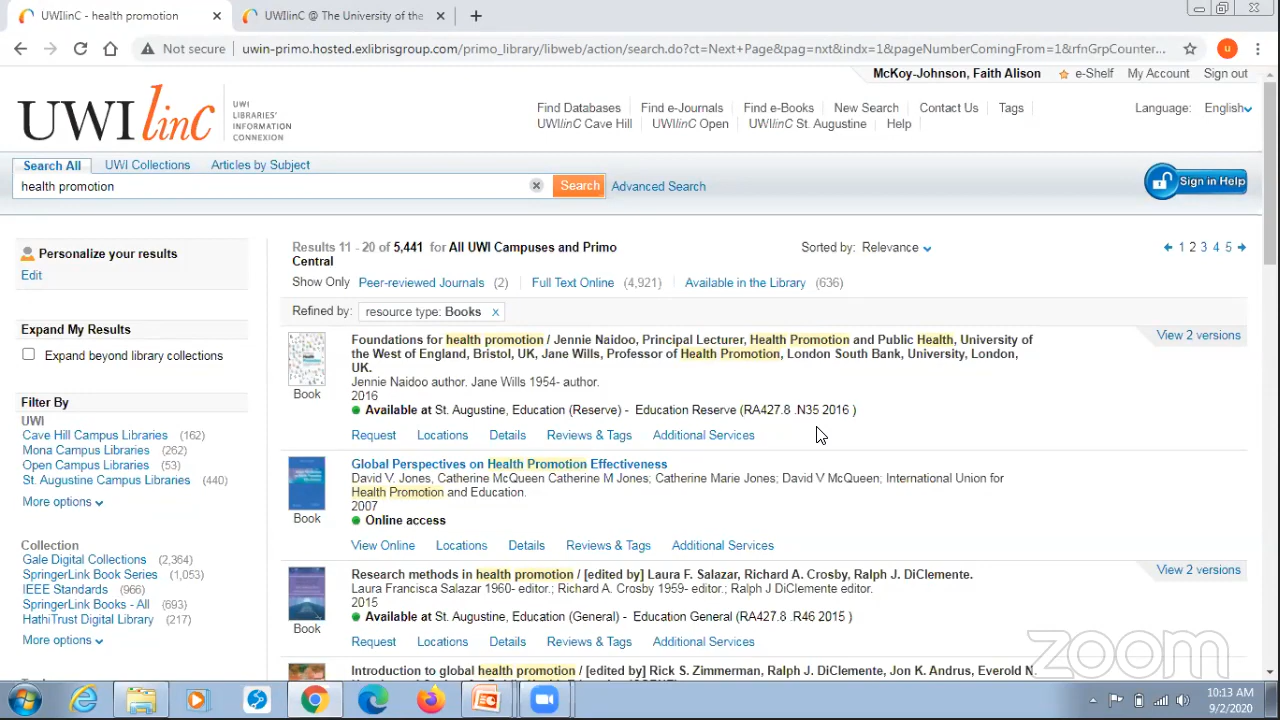 UWIlinC - health promotion
UWIlinC @ The University of the
Not secure
uwin-primo.hosted.exlibrisgroup.com/primo_library/libweb/action/search.do?ct=Next+Page&pag=nxt&indx=1&pageNumberComingFrom=1&rfnGrpCounter...
u
McKoy-Johnson, Faith Alison
e-Shelf
My Account
Sign out
UWIlinC
UWI
LIBRARIES'
INFORMATION
CONNEXION
Find Databases
Find e-Journals
Find e-Books
New Search
Contact Us
Tags
Language: English
UWIlinC Cave Hill
UWIlinC Open
UWIlinC St. Augustine
Help
Search All
UWI Collections
Articles by Subject
health promotion
Search
Advanced Search
Sign in Help
Personalize your results
Edit
Expand My Results
Expand beyond library collections
Filter By
UWI
Cave Hill Campus Libraries (162)
Mona Campus Libraries (262)
Open Campus Libraries (53)
St. Augustine Campus Libraries (440)
More options
Collection
Gale Digital Collections (2,364)
SpringerLink Book Series (1,053)
IEEE Standards (966)
SpringerLink Books - All (693)
HathiTrust Digital Library (217)
More options
Results 11 - 20 of 5,441 for All UWI Campuses and Primo
Central
Sorted by: Relevance
1 2 3 4 5
Show Only Peer-reviewed Journals (2) Full Text Online (4,921) Available in the Library (636)
Refined by: resource type: Books x
Foundations for health promotion / Jennie Naidoo, Principal Lecturer, Health Promotion and Public Health, University of
the West of England, Bristol, UK, Jane Wills, Professor of Health Promotion, London South Bank, University, London,
UK.
View 2 versions
Jennie Naidoo author. Jane Wills 1954- author.
Book
2016
Available at St. Augustine, Education (Reserve) - Education Reserve (RA427.8 .N35 2016 )
Request Locations Details Reviews & Tags Additional Services
Global Perspectives on Health Promotion Effectiveness
David V. Jones, Catherine McQueen Catherine M Jones; Catherine Marie Jones; David V McQueen; International Union for
Health Promotion and Education.
2007
Book
Online access
View Online Locations Details Reviews & Tags Additional Services
Research methods in health promotion / [edited by] Laura F. Salazar, Richard A. Crosby, Ralph J. DiClemente.
View 2 versions
Laura Francisca Salazar 1960- editor.; Richard A. Crosby 1959- editor.; Ralph J DiClemente editor.
2015
Available at St. Augustine, Education (General) - Education General (RA427.8 .R46 2015 )
Book
Request Locations Details Reviews & Tags Additional Services
Introduction to global health promotion / [edited by] Rick S. Zimmerman, Ralph J. DiClemente, Jon K. Andrus, Everold N.
zoom
10:13 AM
9/2/2020